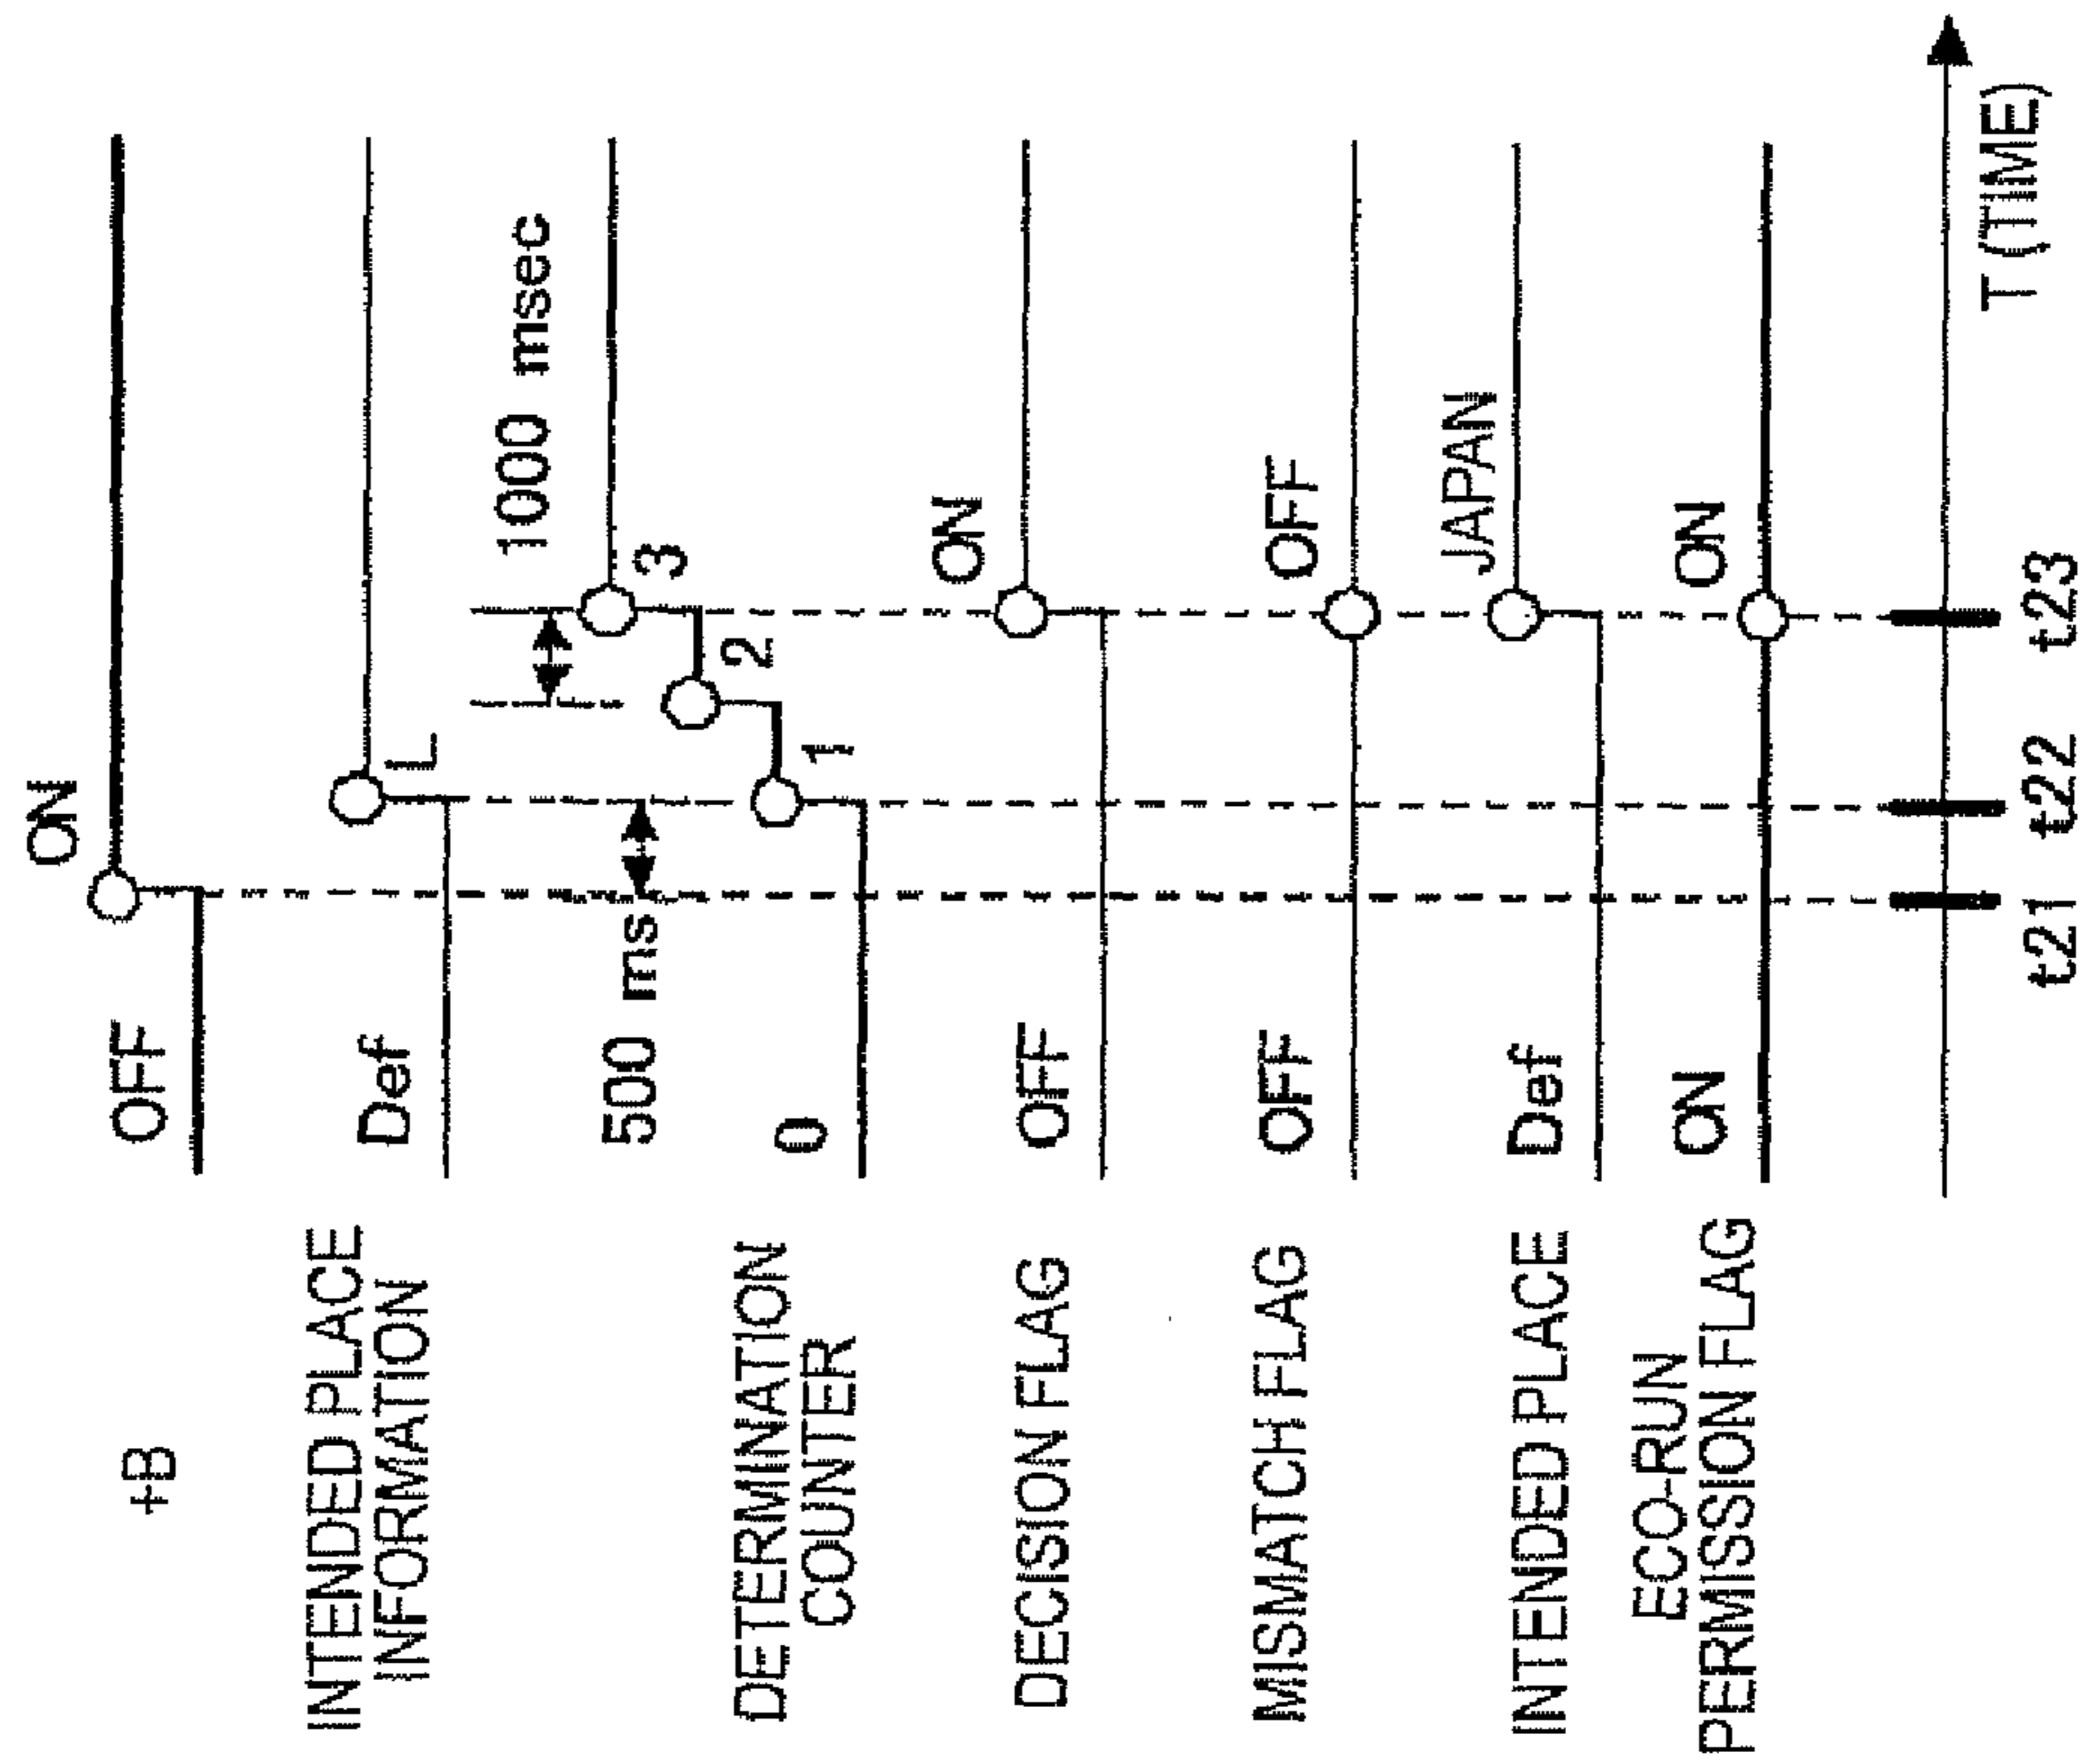 +B
OFF
ON
INTENDED PLACE
INFORMATION
Def
L
500 ms
1000 msec
DETERMINATION
COUNTER
0
1
2
3
DECISION FLAG
OFF
ON
MISMATCH FLAG
OFF
OFF
INTENDED PLACE
Def
JAPAN
ECO-RUN
PERMISSION FLAG
ON
ON
t21
t22
t23
T (TIME)